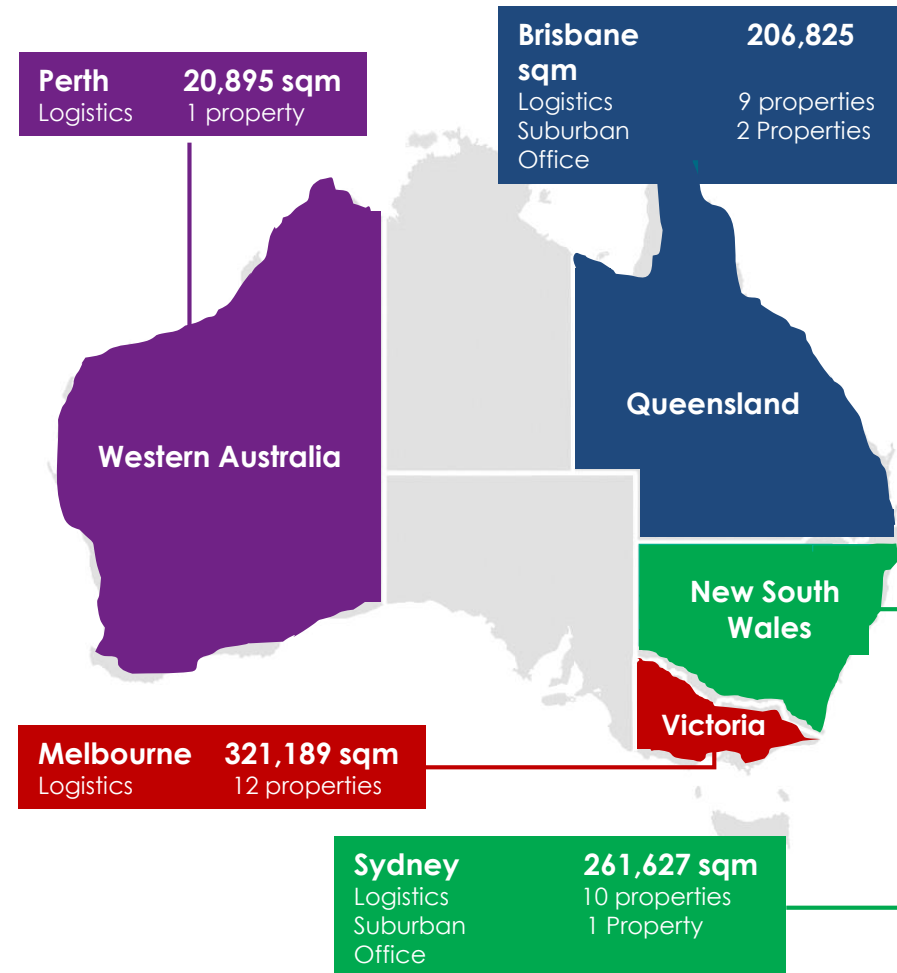 Brisbane 206,825
sqm
Logistics 9 properties
Suburban 2 Properties
Office
Perth 20,895 sqm
Logistics 1 property
Queensland
Western Australia
New South
Wales
Victoria
Melbourne 321,189 sqm
Logistics 12 properties
Sydney 261,627 sqm
Logistics 10 properties
Suburban 1 Property
Office